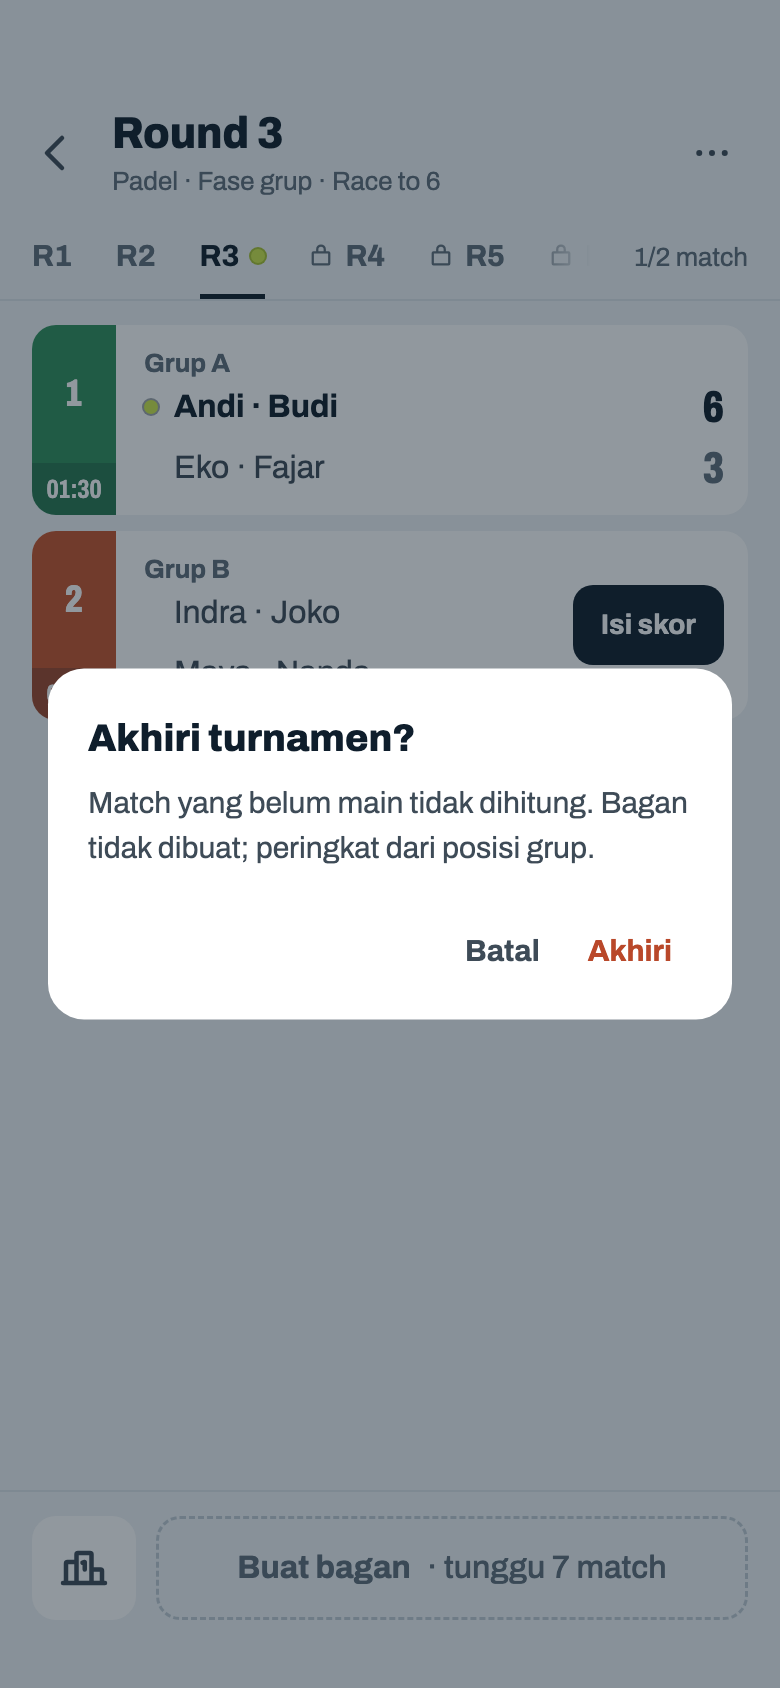 Round 3
Padel · Fase grup · Race to 6
R1 R2 R3 R4 R5 1/2 match
1
01:30
Grup A
Andi · Budi 6
Eko · Fajar 3
2
Grup B
Indra · Joko
Isi skor
Akhiri turnamen?
Match yang belum main tidak dihitung. Bagan
tidak dibuat; peringkat dari posisi grup.
Batal Akhiri
Buat bagan · tunggu 7 match